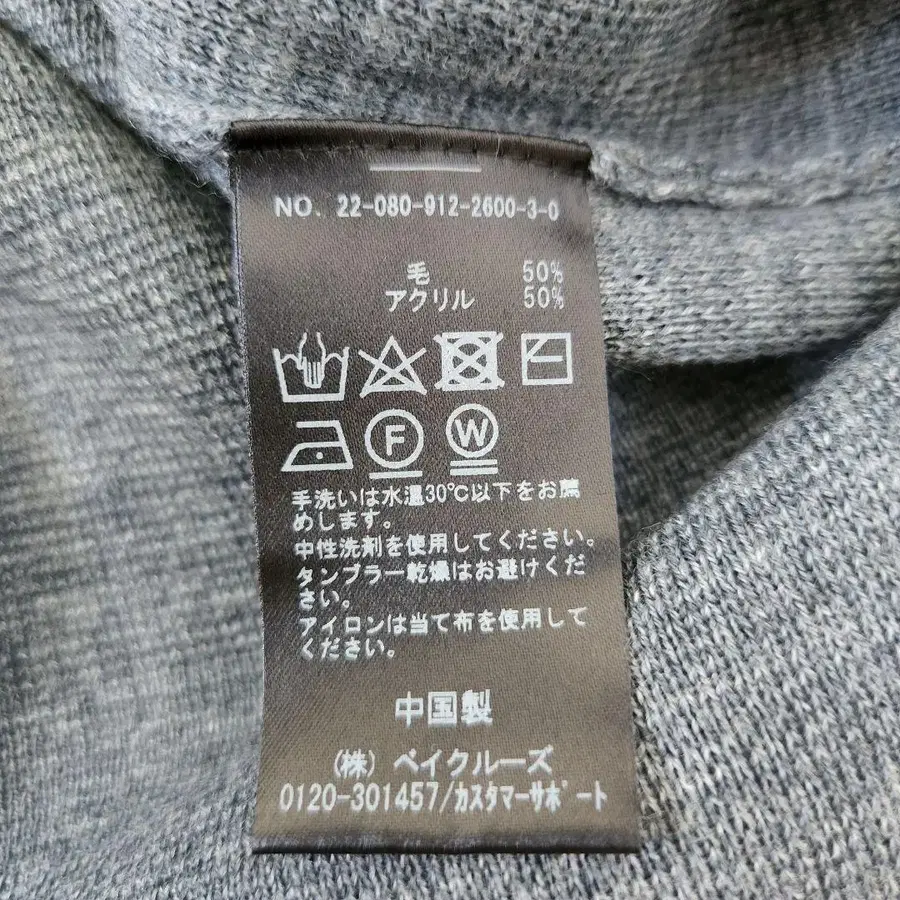 NO. 22-080-912-2600-3-0
毛 50%
アクリル 50%
F W
手洗いは水温30℃以下をお薦
めします。
中性洗剤を使用してください。
タンブラー乾燥はお避けくだ
さい。
アイロンは当て布を使用して
ください。
中国製
(株) ベイクルーズ
0120-301457/カスタマーサポート